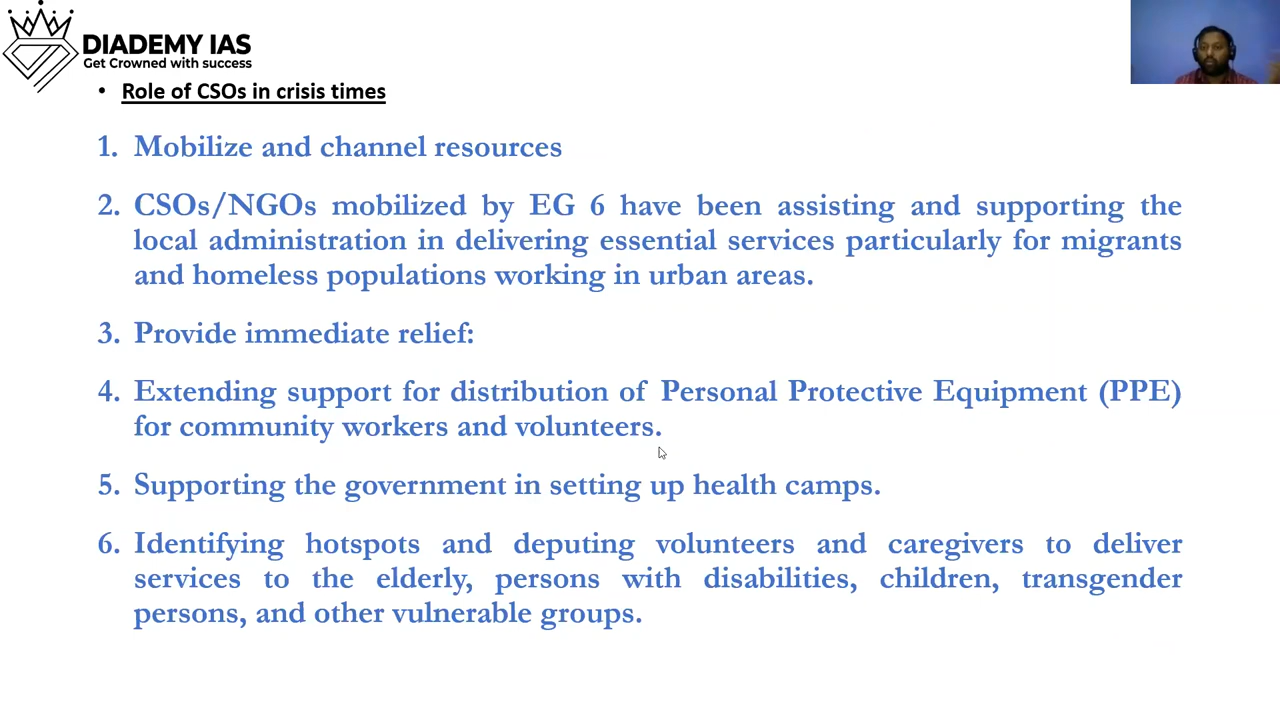 DIADEMY IAS
Get Crowned with success
• Role of CSOs in crisis times
1. Mobilize and channel resources
2. CSOs/NGOs mobilized by EG 6 have been assisting and supporting the
local administration in delivering essential services particularly for migrants
and homeless populations working in urban areas.
3. Provide immediate relief:
4. Extending support for distribution of Personal Protective Equipment (PPE)
for community workers and volunteers.
5. Supporting the government in setting up health camps.
6. Identifying hotspots and deputing volunteers and caregivers to deliver
services to the elderly, persons with disabilities, children, transgender
persons, and other vulnerable groups.